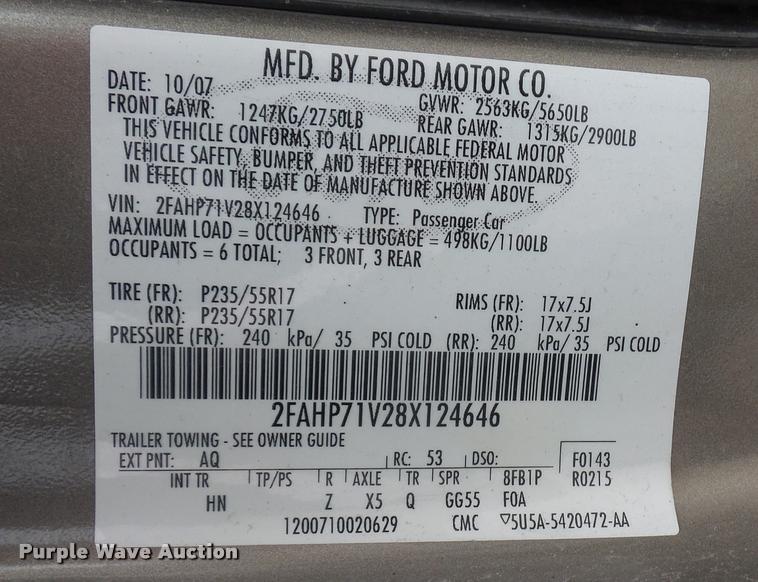 MFD. BY FORD MOTOR CO.
DATE: 10/07 GVWR: 2563KG/5650LB
FRONT GAWR: 1247KG/2750LB REAR GAWR: 1315KG/2900LB
THIS VEHICLE CONFORMS TO ALL APPLICABLE FEDERAL MOTOR
VEHICLE SAFETY, BUMPER, AND THEFT PREVENTION STANDARDS
IN EFFECT ON THE DATE OF MANUFACTURE SHOWN ABOVE.
VIN: 2FAHP71V28X124646 TYPE: Passenger Car
MAXIMUM LOAD = OCCUPANTS + LUGGAGE = 498KG/1100LB
OCCUPANTS = 6 TOTAL; 3 FRONT, 3 REAR
TIRE (FR): P235/55R17 RIMS (FR): 17x7.5J
(RR): P235/55R17 (RR): 17x7.5J
PRESSURE (FR): 240 kPa/ 35 PSI COLD (RR): 240 kPa/ 35 PSI COLD
2FAHP71V28X124646
TRAILER TOWING - SEE OWNER GUIDE
EXT PNT: AQ RC: 53 DSO: F0143
INT TR TP/PS R AXLE TR SPR 8FB1P R0215
HN Z X5 Q GG55 F0A
1200710020629 CMC ▽5U5A-5420472-AA
Purple Wave Auction